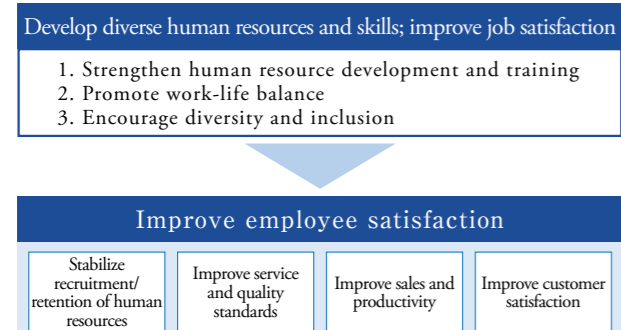 Develop diverse human resources and skills; improve job satisfaction
1. Strengthen human resource development and training
2. Promote work-life balance
3. Encourage diversity and inclusion
Improve employee satisfaction
Stabilize
recruitment/
retention of human
resources
Improve service
and quality
standards
Improve sales and
productivity
Improve customer
satisfaction